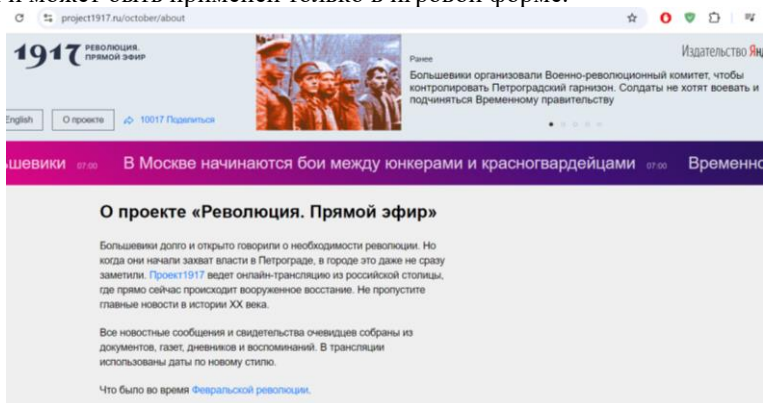 и может быть применен только в игровой форме.
project1917.ru/october/about
1917 РЕВОЛЮЦИЯ.
ПРЯМОЙ ЭФИР
Издательство Ян
Ранее
Большевики организовали Военно-революционный комитет, чтобы
контролировать Петроградский гарнизон. Солдаты не хотят воевать и
подчиняться Временному правительству
English
О проекте
10017 Поделиться
ьшевики 07:00 В Москве начинаются бои между юнкерами и красногвардейцами 07:00 Временно
О проекте «Революция. Прямой эфир»
Большевики долго и открыто говорили о необходимости революции. Но
когда они начали захват власти в Петрограде, в городе это даже не сразу
заметили. Проект1917 ведет онлайн-трансляцию из российской столицы,
где прямо сейчас происходит вооруженное восстание. Не пропустите
главные новости в истории XX века.
Все новостные сообщения и свидетельства очевидцев собраны из
документов, газет, дневников и воспоминаний. В трансляции
использованы даты по новому стилю.
Что было во время Февральской революции.